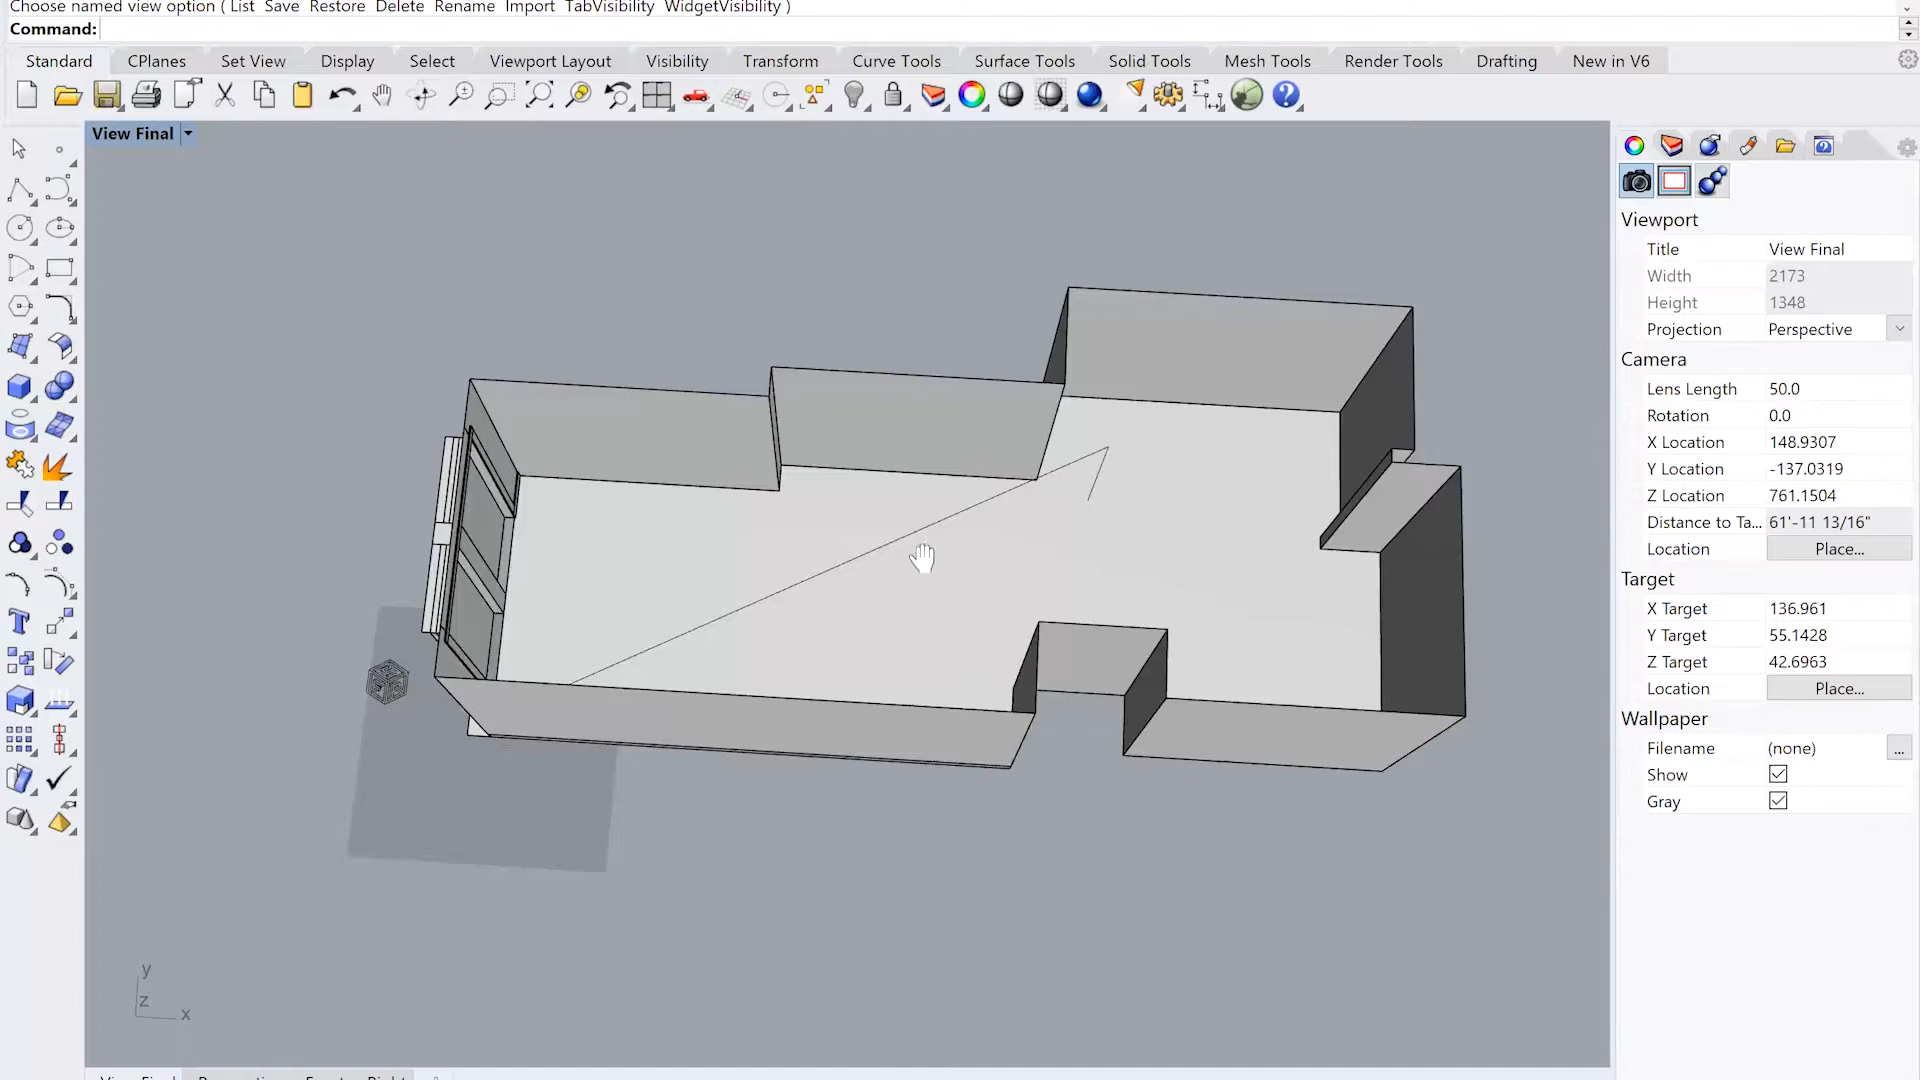 Choose named view option ( List Save Restore Delete Rename Import TabVisibility WidgetVisibility )
Command:
Standard CPlanes Set View Display Select Viewport Layout Visibility Transform Curve Tools Surface Tools Solid Tools Mesh Tools Render Tools Drafting New in V6
View Final
Viewport
Title View Final
Width 2173
Height 1348
Projection Perspective
Camera
Lens Length 50.0
Rotation 0.0
X Location 148.9307
Y Location -137.0319
Z Location 761.1504
Distance to Ta... 61'-11 13/16"
Location Place...
Target
X Target 136.961
Y Target 55.1428
Z Target 42.6963
Location Place...
Wallpaper
Filename (none) ...
Show
Gray
y
z
x